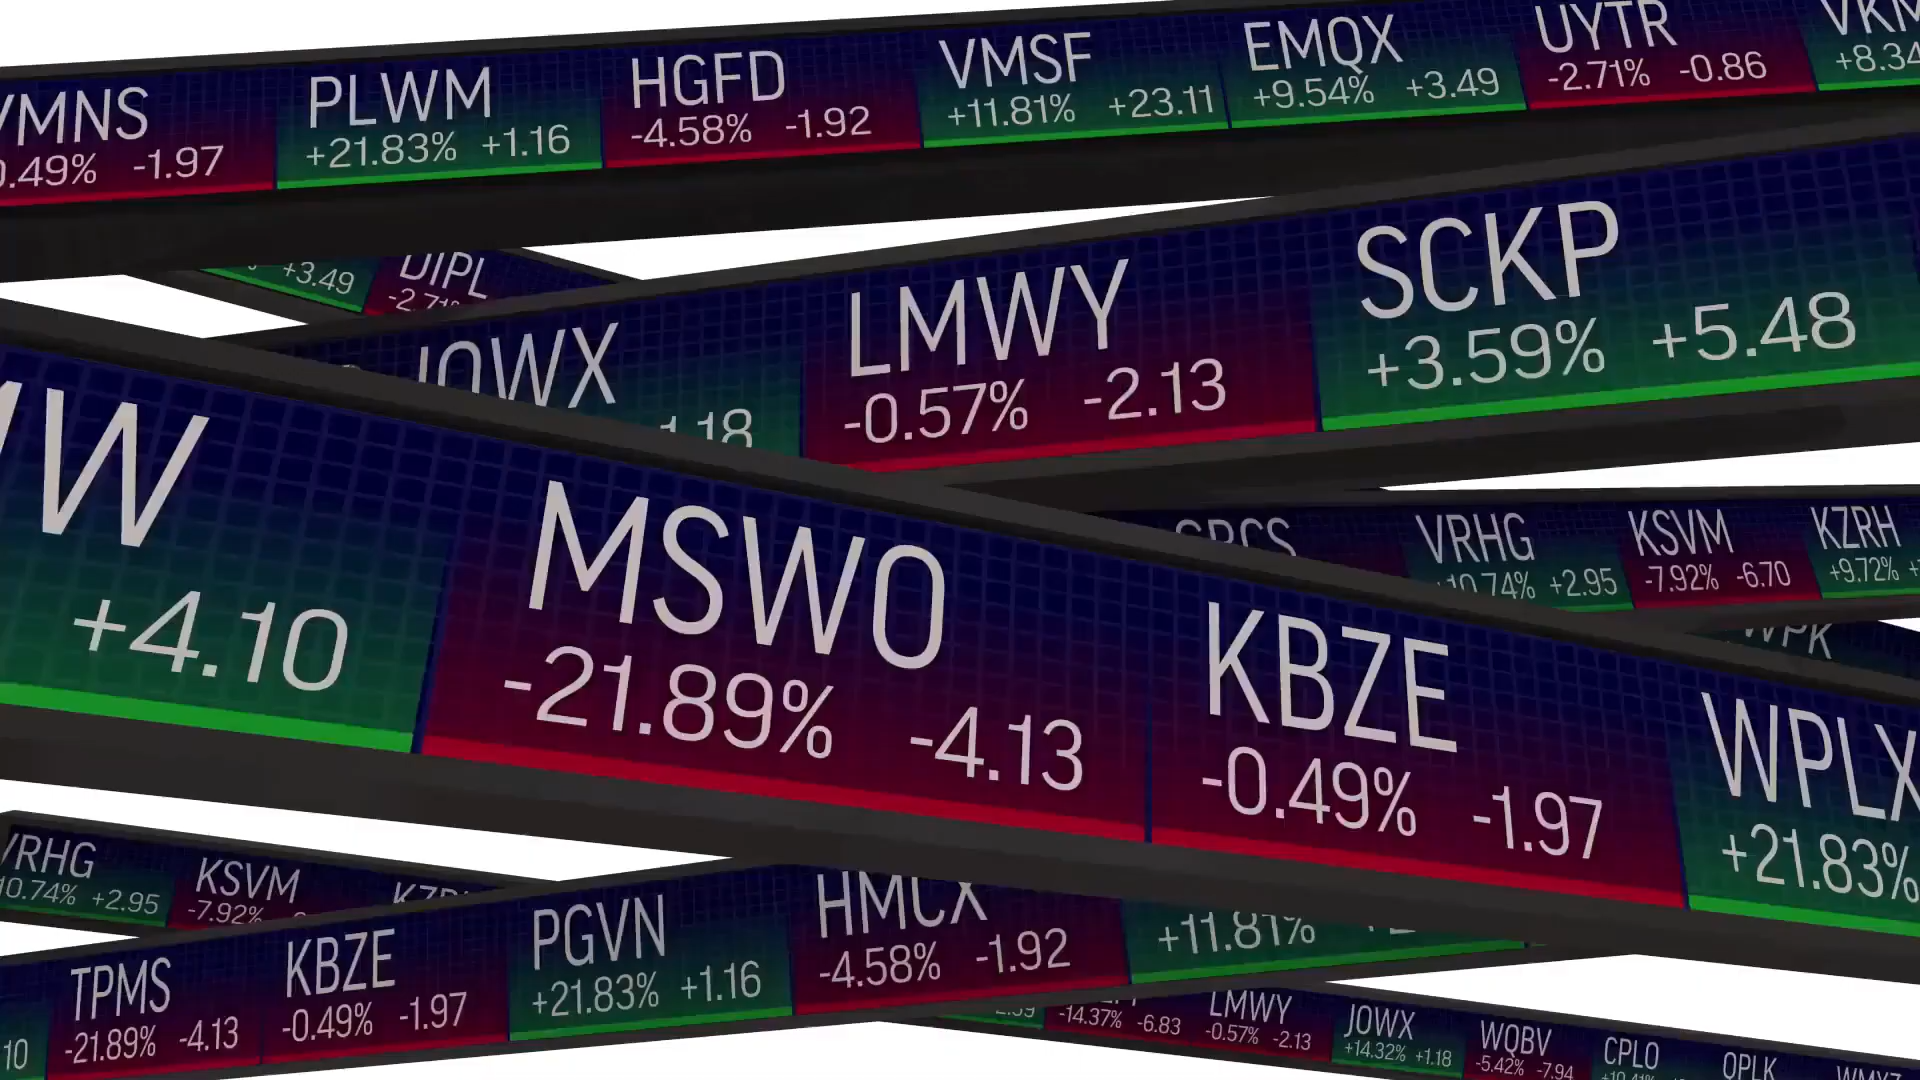 PLWM
+21.83% +1.16
HGFD
-4.58% -1.92
VMSF
+11.81% +23.11
EMQX
+9.54% +3.49
UYTR
-2.71% -0.86
+8.34
-1.97
+3.49
DIPL
JOWX
1.18
LMWY
-0.57% -2.13
SCKP
+3.59% +5.48
VRHG
+2.95
KSVM
-7.92% -6.70
KZRH
+9.72%
WPK
W
+4.10
MSWO
-21.89% -4.13
KBZE
-0.49% -1.97
WPLX
+21.83%
VRHG
10.74% +2.95
KSVM
-7.92%
TPMS
-21.89% -4.13
KBZE
-0.49% -1.97
PGVN
+21.83% +1.16
HMCX
-4.58% -1.92
+11.81%
10
-14.37% -6.83
LMWY
-0.57% -2.13
JOWX
+14.32% +1.18
WQBV
-5.42% -7.94
CPLO
OPLK